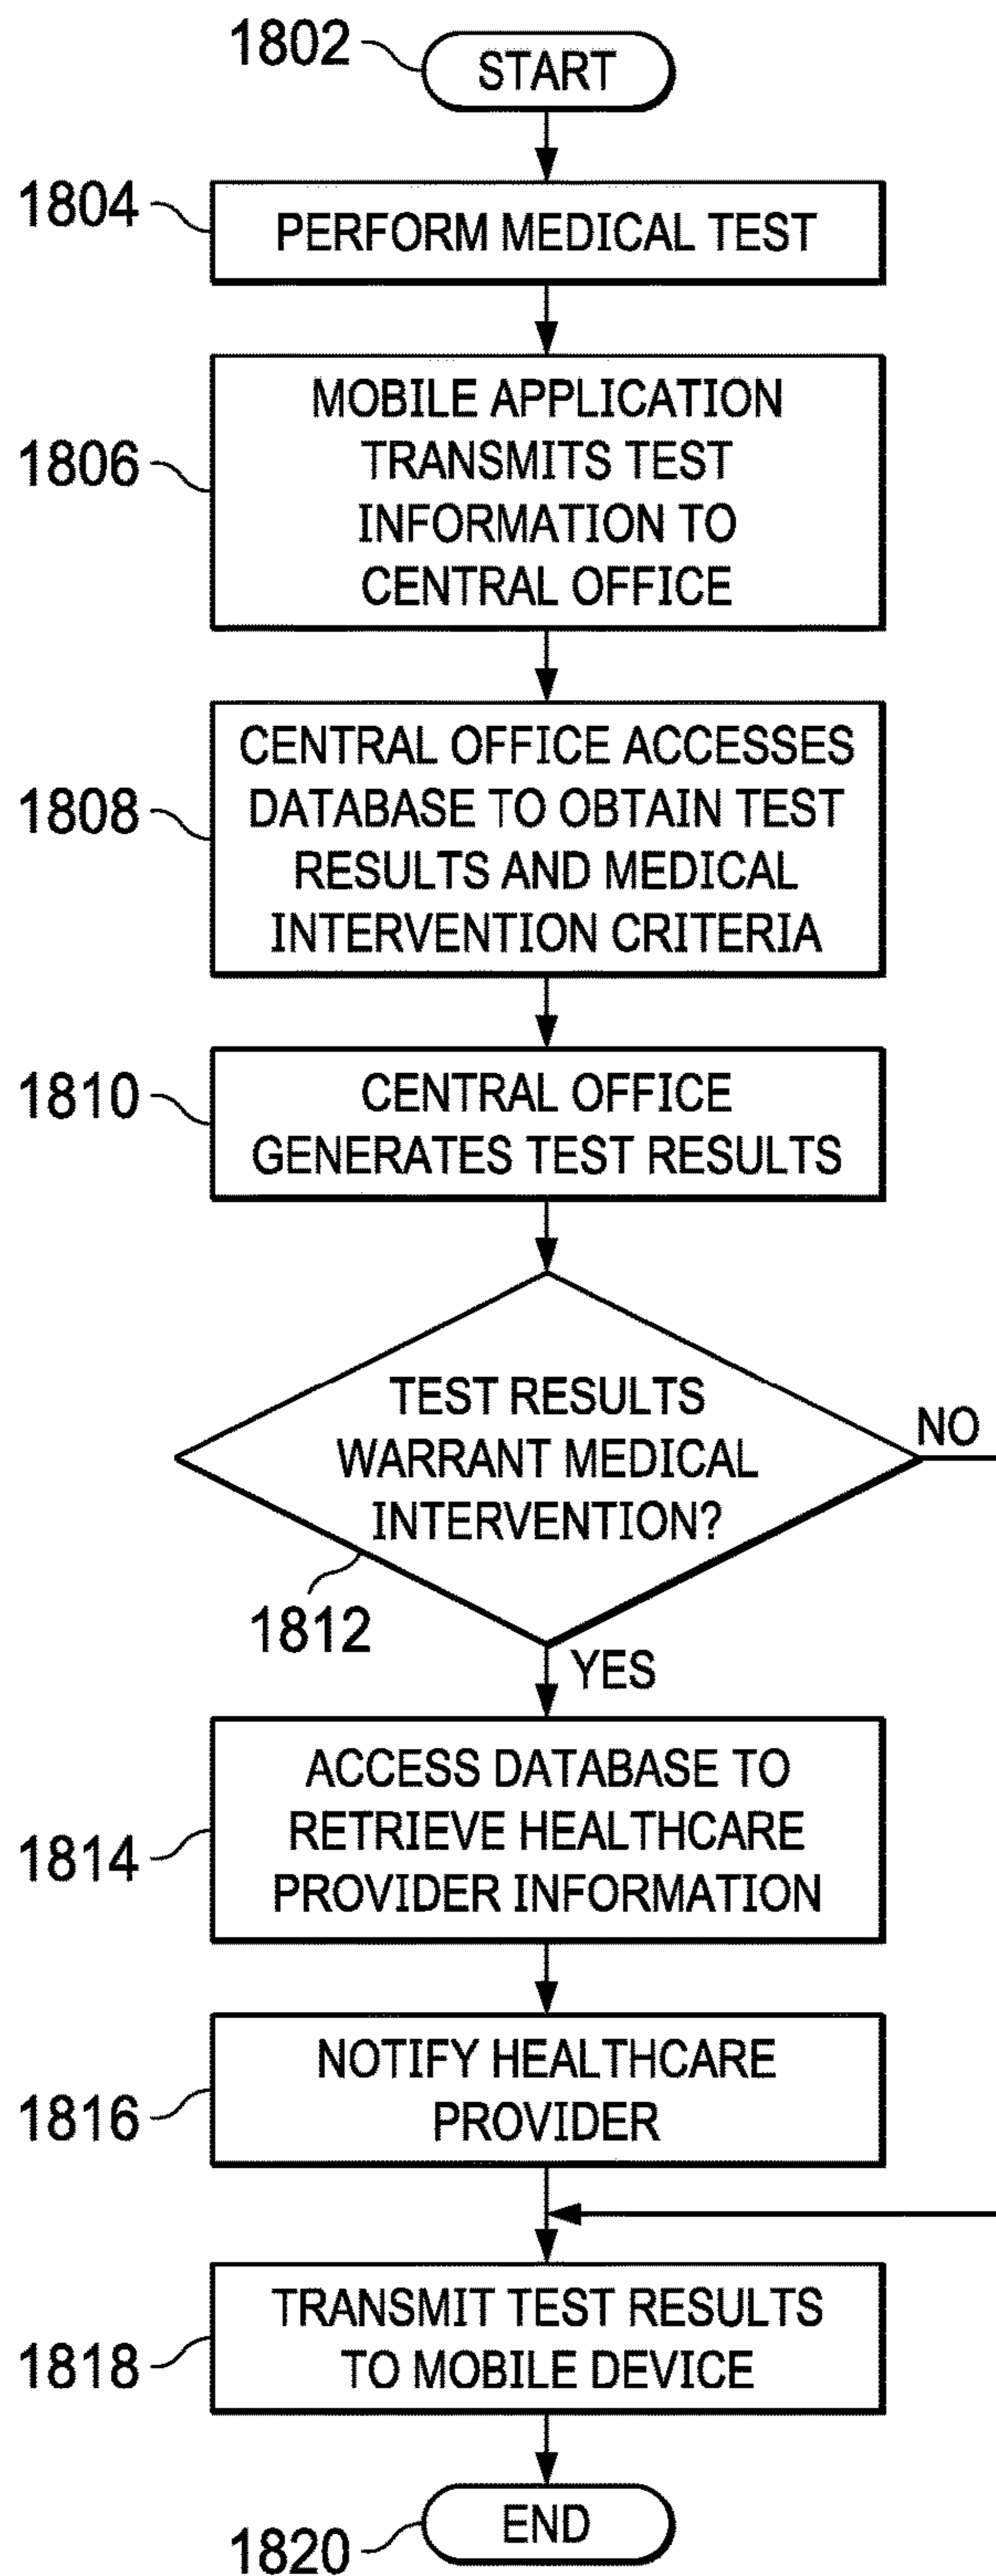 1802
START
1804
PERFORM MEDICAL TEST
1806
MOBILE APPLICATION
TRANSMITS TEST
INFORMATION TO
CENTRAL OFFICE
1808
CENTRAL OFFICE ACCESSES
DATABASE TO OBTAIN TEST
RESULTS AND MEDICAL
INTERVENTION CRITERIA
1810
CENTRAL OFFICE
GENERATES TEST RESULTS
TEST RESULTS
WARRANT MEDICAL
INTERVENTION?
NO
1812
YES
1814
ACCESS DATABASE TO
RETRIEVE HEALTHCARE
PROVIDER INFORMATION
1816
NOTIFY HEALTHCARE
PROVIDER
1818
TRANSMIT TEST RESULTS
TO MOBILE DEVICE
1820
END